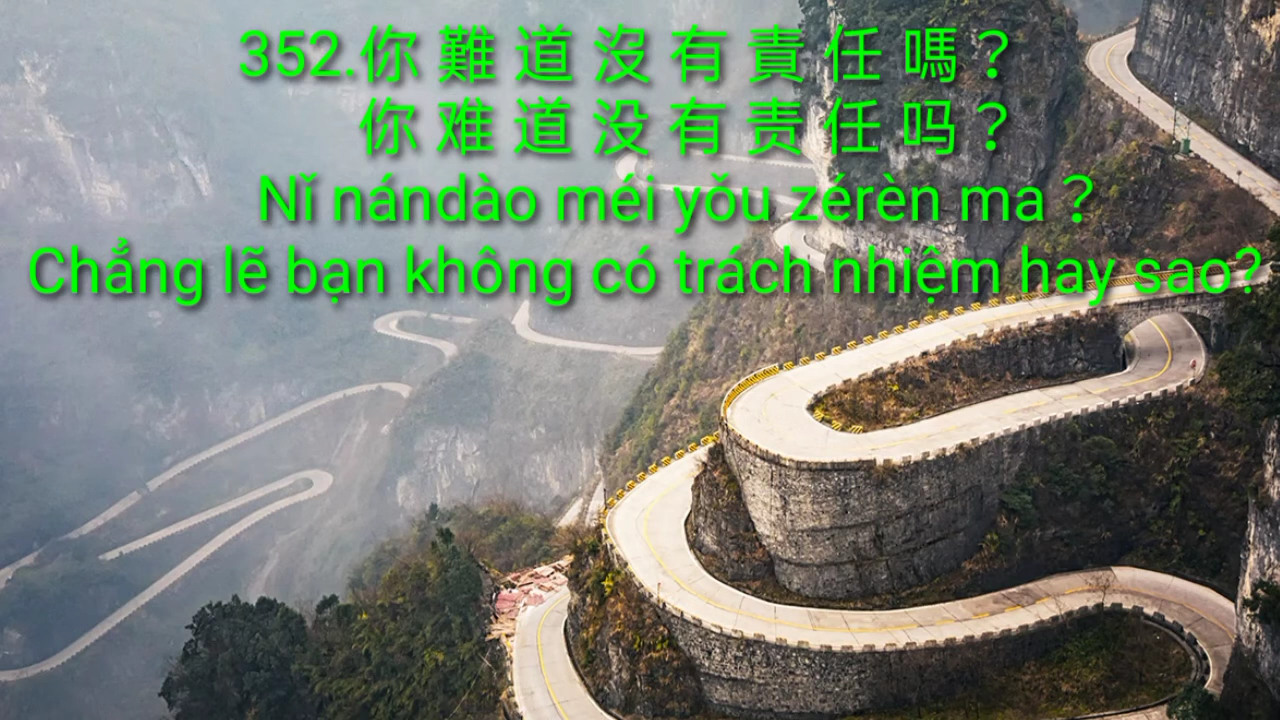 352.你難道沒有責任嗎？
你难道没有责任吗？
Nǐ nándào méi yǒu zérèn ma？
Chẳng lẽ bạn không có trách nhiệm hay sao?